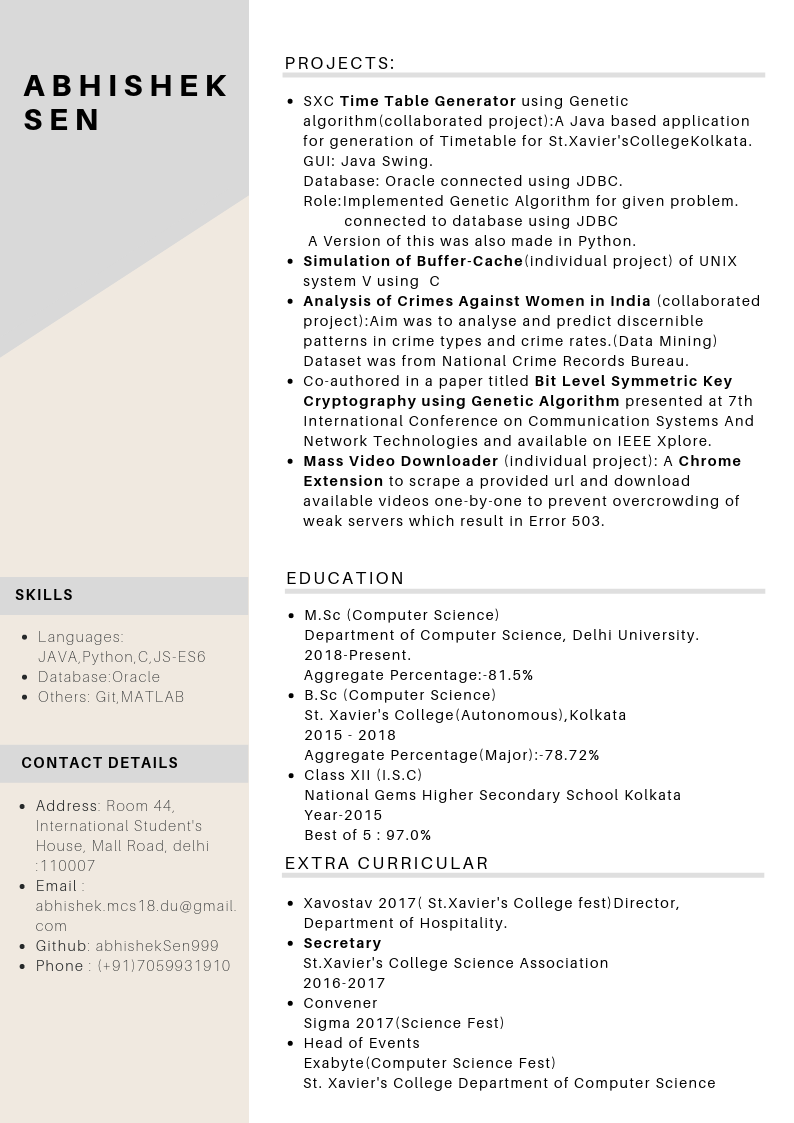 ABHISHEK
SEN
SKILLS
Languages:
JAVA,Python,C,JS-ES6
Database:Oracle
Others: Git,MATLAB
CONTACT DETAILS
Address: Room 44,
International Student's
House, Mall Road, delhi
:110007
Email :
abhishek.mcs18.du@gmail.
com
Github: abhishekSen999
Phone : (+91)7059931910
PROJECTS:
SXC Time Table Generator using Genetic
algorithm(collaborated project):A Java based application
for generation of Timetable for St.Xavier'sCollegeKolkata.
GUI: Java Swing.
Database: Oracle connected using JDBC.
Role:Implemented Genetic Algorithm for given problem.
connected to database using JDBC
A Version of this was also made in Python.
Simulation of Buffer-Cache(individual project) of UNIX
system V using  C
Analysis of Crimes Against Women in India (collaborated
project):Aim was to analyse and predict discernible
patterns in crime types and crime rates.(Data Mining)
Dataset was from National Crime Records Bureau.
Co-authored in a paper titled Bit Level Symmetric Key
Cryptography using Genetic Algorithm presented at 7th
International Conference on Communication Systems And
Network Technologies and available on IEEE Xplore.
Mass Video Downloader (individual project): A Chrome
Extension to scrape a provided url and download
available videos one-by-one to prevent overcrowding of
weak servers which result in Error 503.
EDUCATION
M.Sc (Computer Science)
Department of Computer Science, Delhi University.
2018-Present.
Aggregate Percentage:-81.5%
B.Sc (Computer Science)
St. Xavier's College(Autonomous),Kolkata
2015 - 2018
Aggregate Percentage(Major):-78.72%
Class XII (I.S.C)
National Gems Higher Secondary School Kolkata
Year-2015
Best of 5 : 97.0%
EXTRA CURRICULAR
Xavostav 2017( St.Xavier's College fest)Director,
Department of Hospitality.
Secretary
St.Xavier's College Science Association
2016-2017
Convener
Sigma 2017(Science Fest)
Head of Events
Exabyte(Computer Science Fest)
St. Xavier's College Department of Computer Science